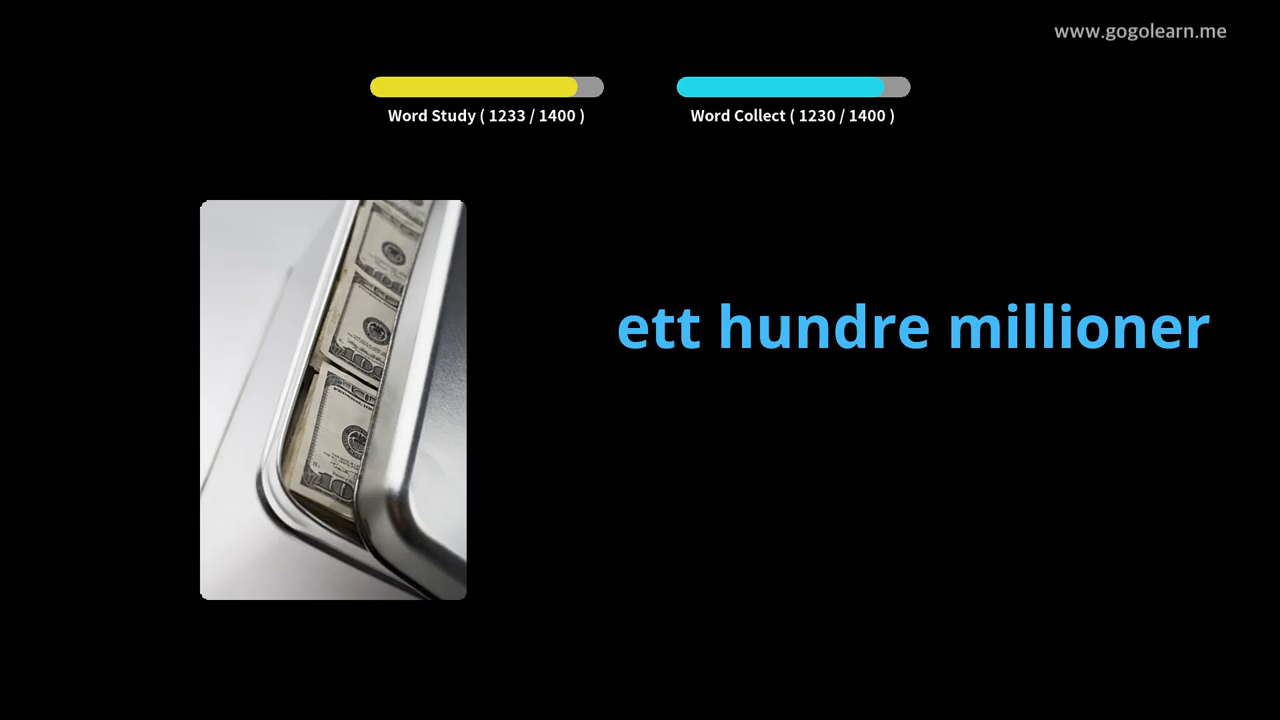 www.gogolearn.me
Word Study ( 1233 / 1400 )
Word Collect ( 1230 / 1400 )
ett hundre millioner